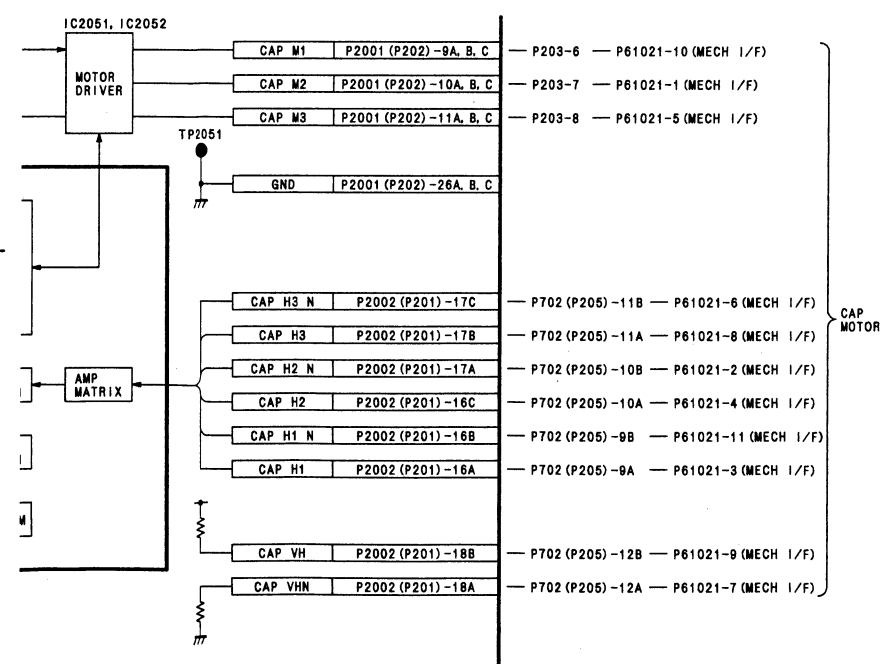 IC2051, IC2052
MOTOR
DRIVER
CAP M1 P2001 (P202) -9A, B, C P203-6 P61021-10 (MECH I/F)
CAP M2 P2001 (P202) -10A, B, C P203-7 P61021-1 (MECH I/F)
CAP M3 P2001 (P202) -11A, B, C P203-8 P61021-5 (MECH I/F)
TP2051
GND P2001 (P202) -26A, B, C
CAP H3 N P2002 (P201) -17C P702 (P205) -11B P61021-6 (MECH I/F)
CAP H3 P2002 (P201) -17B P702 (P205) -11A P61021-8 (MECH I/F)
CAP H2 N P2002 (P201) -17A P702 (P205) -10B P61021-2 (MECH I/F)
CAP H2 P2002 (P201) -16C P702 (P205) -10A P61021-4 (MECH I/F)
CAP H1 N P2002 (P201) -16B P702 (P205) -9B P61021-11 (MECH I/F)
CAP H1 P2002 (P201) -16A P702 (P205) -9A P61021-3 (MECH I/F)
CAP
MOTOR
AMP
MATRIX
M
CAP VH P2002 (P201) -18B P702 (P205) -12B P61021-9 (MECH I/F)
CAP VHN P2002 (P201) -18A P702 (P205) -12A P61021-7 (MECH I/F)